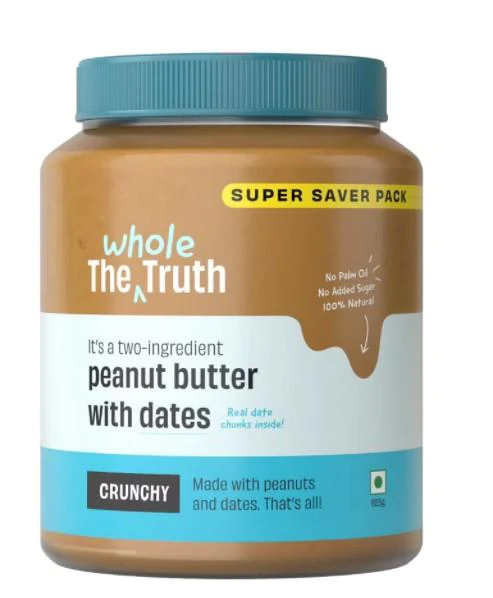 SUPER SAVER PACK
whole
The Truth
No Palm Oil
No Added Sugar
100% Natural
It's a two-ingredient
peanut butter
with dates
Real date
chunks inside!
CRUNCHY
Made with peanuts
and dates. That's all!
925g